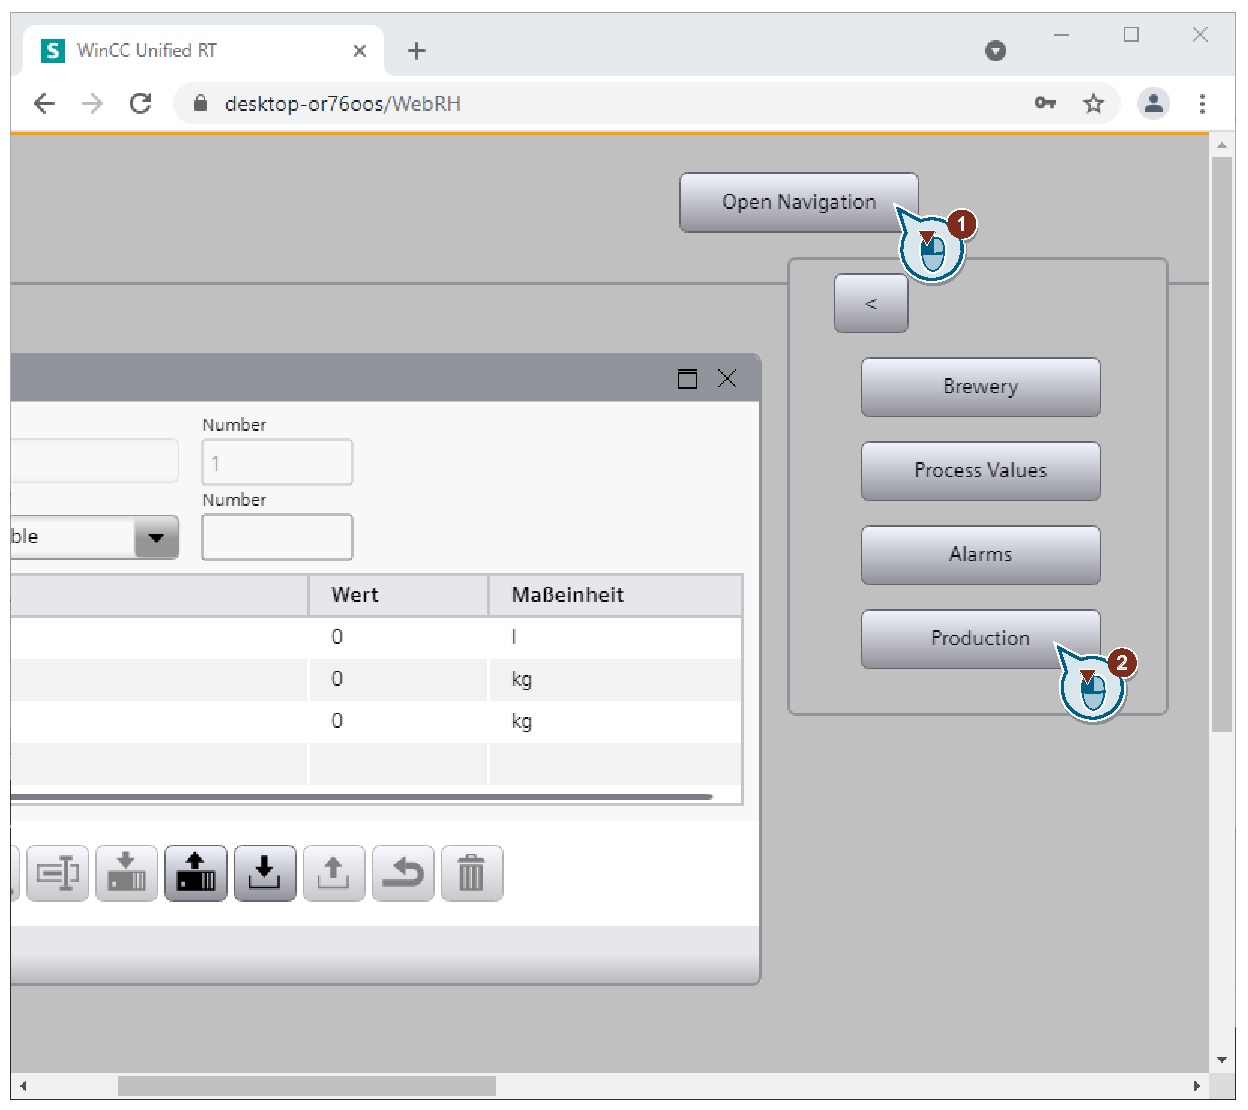 S WinCC Unified RT
desktop-or76oos/WebRH
Open Navigation
1
<
Brewery
Process Values
Alarms
Production
2
Number
1
Number
ble
Wert Maßeinheit
0 l
0 kg
0 kg